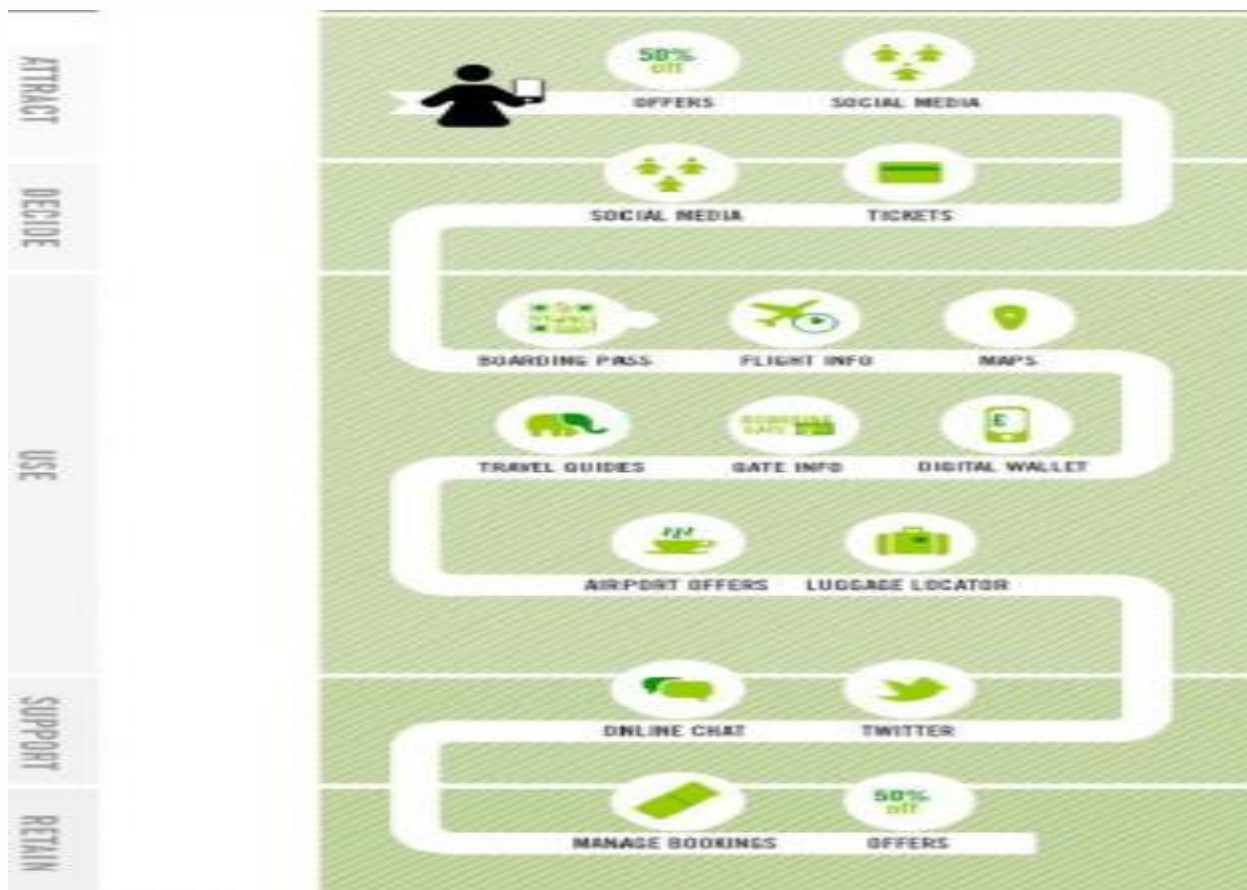 ATTRACT
50%
off
OFFERS
SOCIAL MEDIA
DECIDE
SOCIAL MEDIA
TICKETS
USE
BOARDING PASS
FLIGHT INFO
MAPS
£
TRAVEL GUIDES
GATE INFO
DIGITAL WALLET
AIRPORT OFFERS
LUGGAGE LOCATOR
SUPPORT
ONLINE CHAT
TWITTER
RETAIN
50%
off
MANAGE BOOKINGS
OFFERS